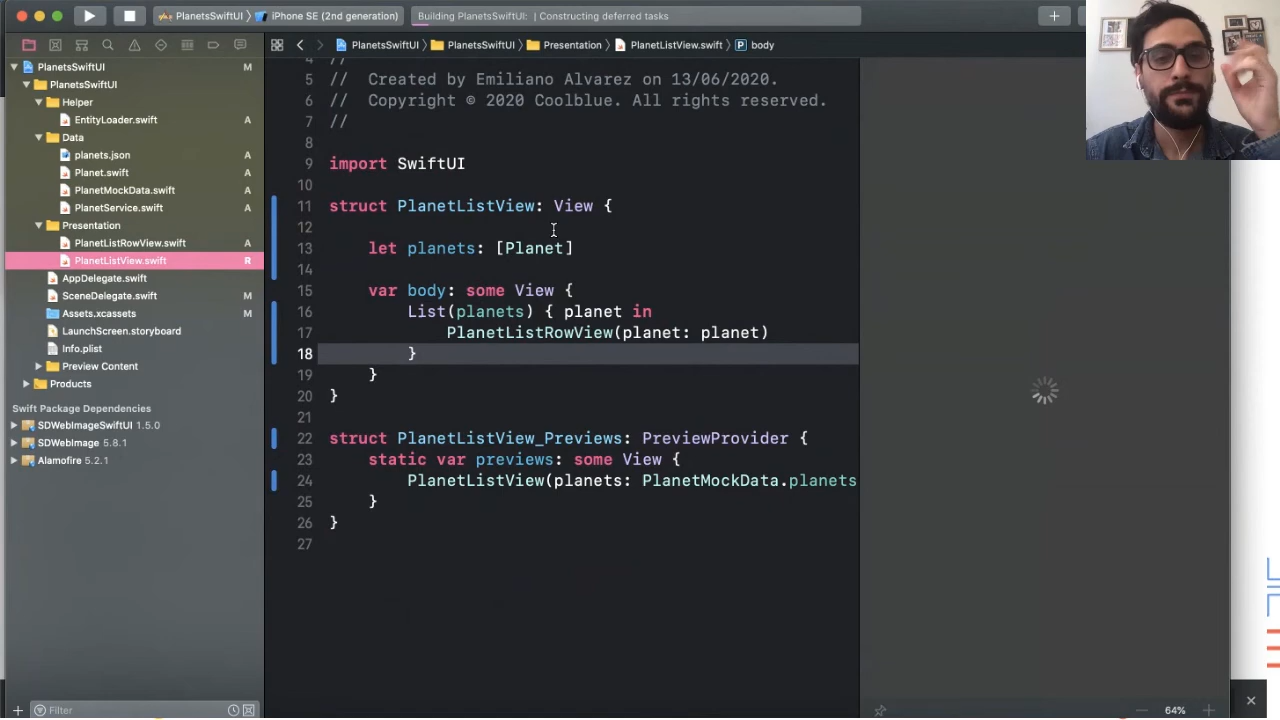 PlanetsSwiftUI
iPhone SE (2nd generation)
Building PlanetsSwiftUI: | Constructing deferred tasks
PlanetsSwiftUI
PlanetsSwiftUI
Presentation
PlanetListView.swift
P body
PlanetsSwiftUI M
PlanetsSwiftUI
Helper
EntityLoader.swift A
Data
planets.json A
Planet.swift A
PlanetMockData.swift A
PlanetService.swift A
Presentation
PlanetListRowView.swift A
PlanetListView.swift R
AppDelegate.swift
SceneDelegate.swift M
Assets.xcassets M
LaunchScreen.storyboard
Info.plist
Preview Content
Products
Swift Package Dependencies
SDWebImageSwiftUI 1.5.0
SDWebImage 5.8.1
Alamofire 5.2.1
Filter
5 // Created by Emiliano Alvarez on 13/06/2020.
6 // Copyright © 2020 Coolblue. All rights reserved.
7 //
8
9 import SwiftUI
10
11 struct PlanetListView: View {
12
13 let planets: [Planet]
14
15 var body: some View {
16 List(planets) { planet in
17 PlanetListRowView(planet: planet)
18 }
19 }
20 }
21
22 struct PlanetListView_Previews: PreviewProvider {
23 static var previews: some View {
24 PlanetListView(planets: PlanetMockData.planets
25 }
26 }
27
64%